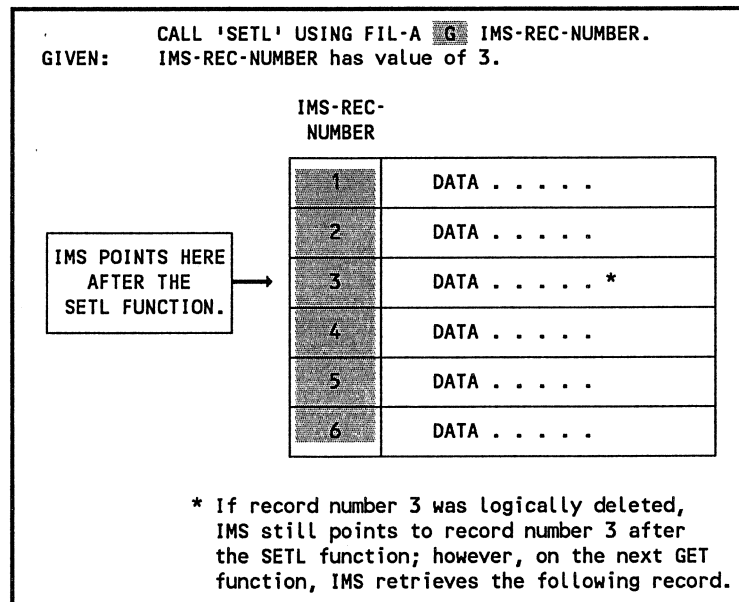 CALL 'SETL' USING FIL-A G IMS-REC-NUMBER.
GIVEN: IMS-REC-NUMBER has value of 3.
IMS-REC-
NUMBER
1 DATA . . . . .
2 DATA . . . . .
IMS POINTS HERE
AFTER THE
SETL FUNCTION.
3 DATA . . . . . *
4 DATA . . . . .
5 DATA . . . . .
6 DATA . . . . .
* If record number 3 was logically deleted,
IMS still points to record number 3 after
the SETL function; however, on the next GET
function, IMS retrieves the following record.